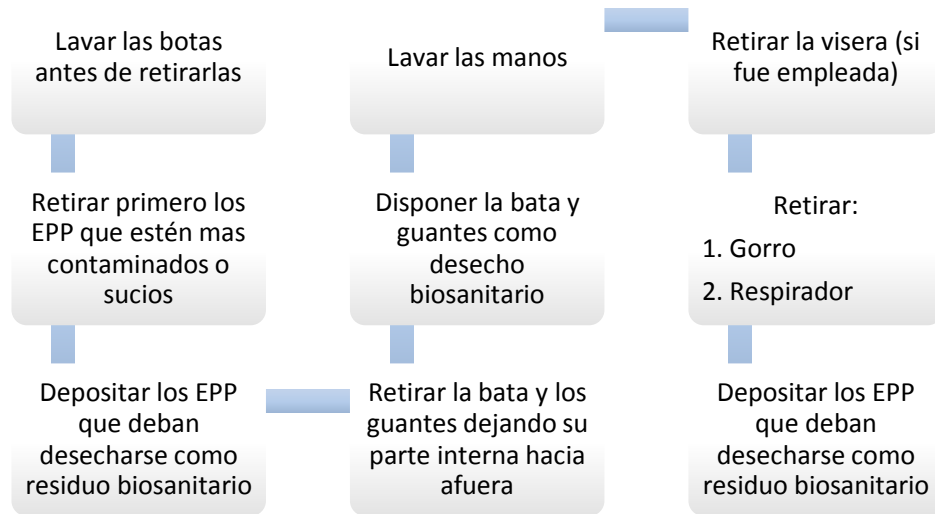 Lavar las botas
antes de retirarlas
Retirar primero los
EPP que estén mas
contaminados o
sucios
Depositar los EPP
que deban
desecharse como
residuo biosanitario
Retirar la bata y los
guantes dejando su
parte interna hacia
afuera
Disponer la bata y
guantes como
desecho
biosanitario
Lavar las manos
Retirar la visera (si
fue empleada)
Retirar:
1. Gorro
2. Respirador
Depositar los EPP
que deban
desecharse como
residuo biosanitario